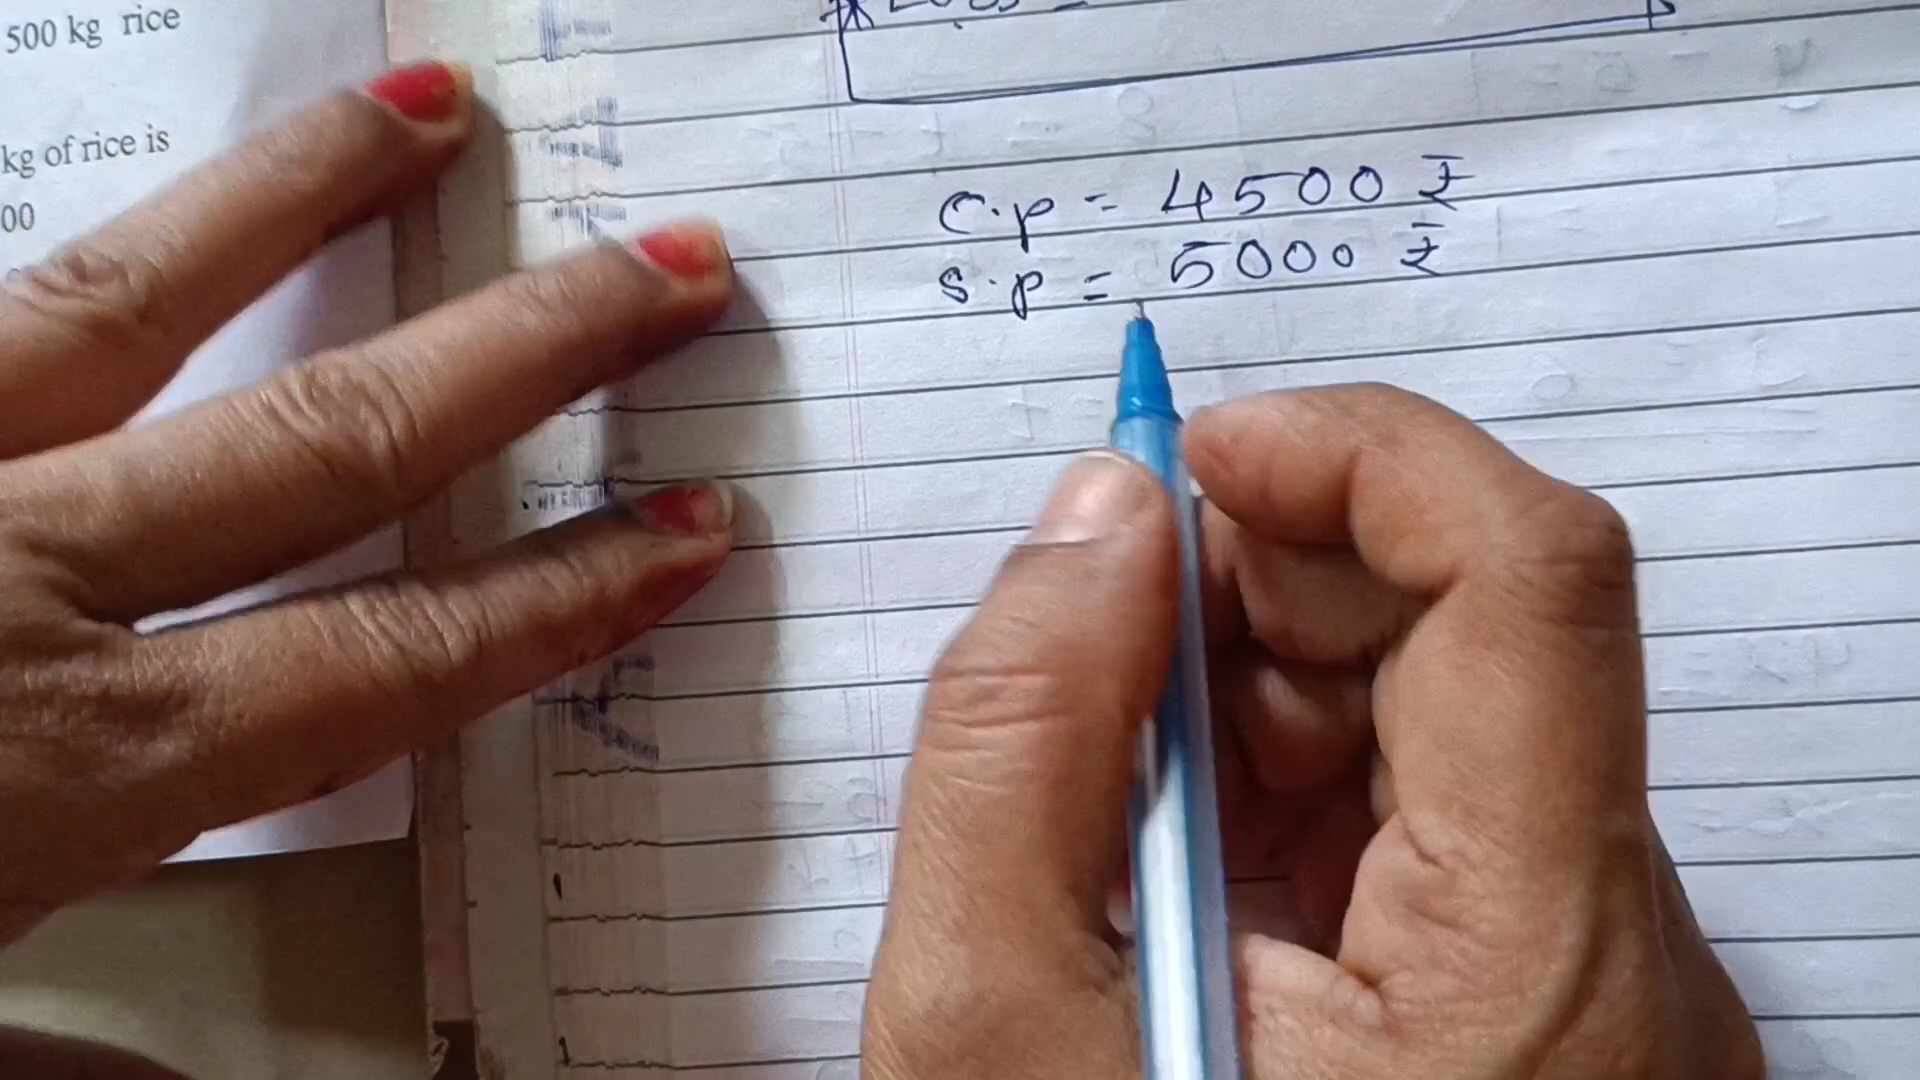 500 kg rice
kg of rice is
00
C.p = 4500 ₹
S.p = 5000 ₹